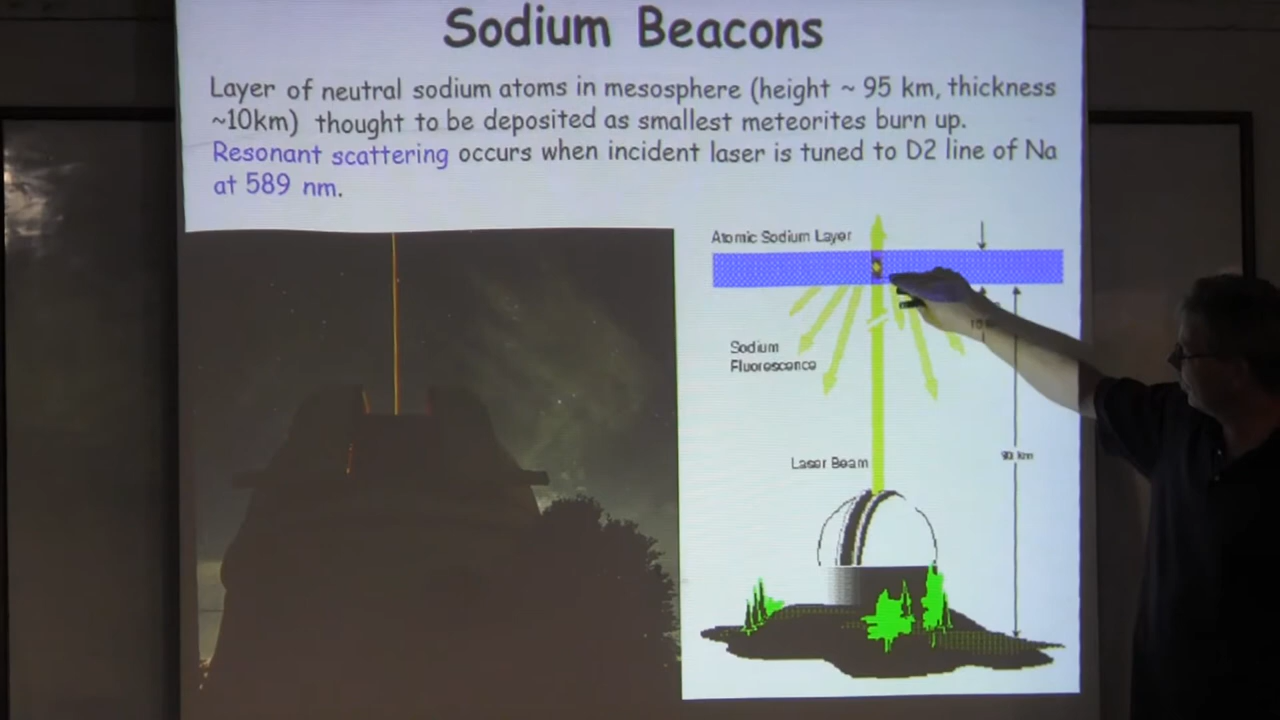 Sodium Beacons
Layer of neutral sodium atoms in mesosphere (height ~ 95 km, thickness
~10km) thought to be deposited as smallest meteorites burn up.
Resonant scattering occurs when incident laser is tuned to D2 line of Na
at 589 nm.
Atomic Sodium Layer
Sodium
Fluorescence
Laser Beam
90 km